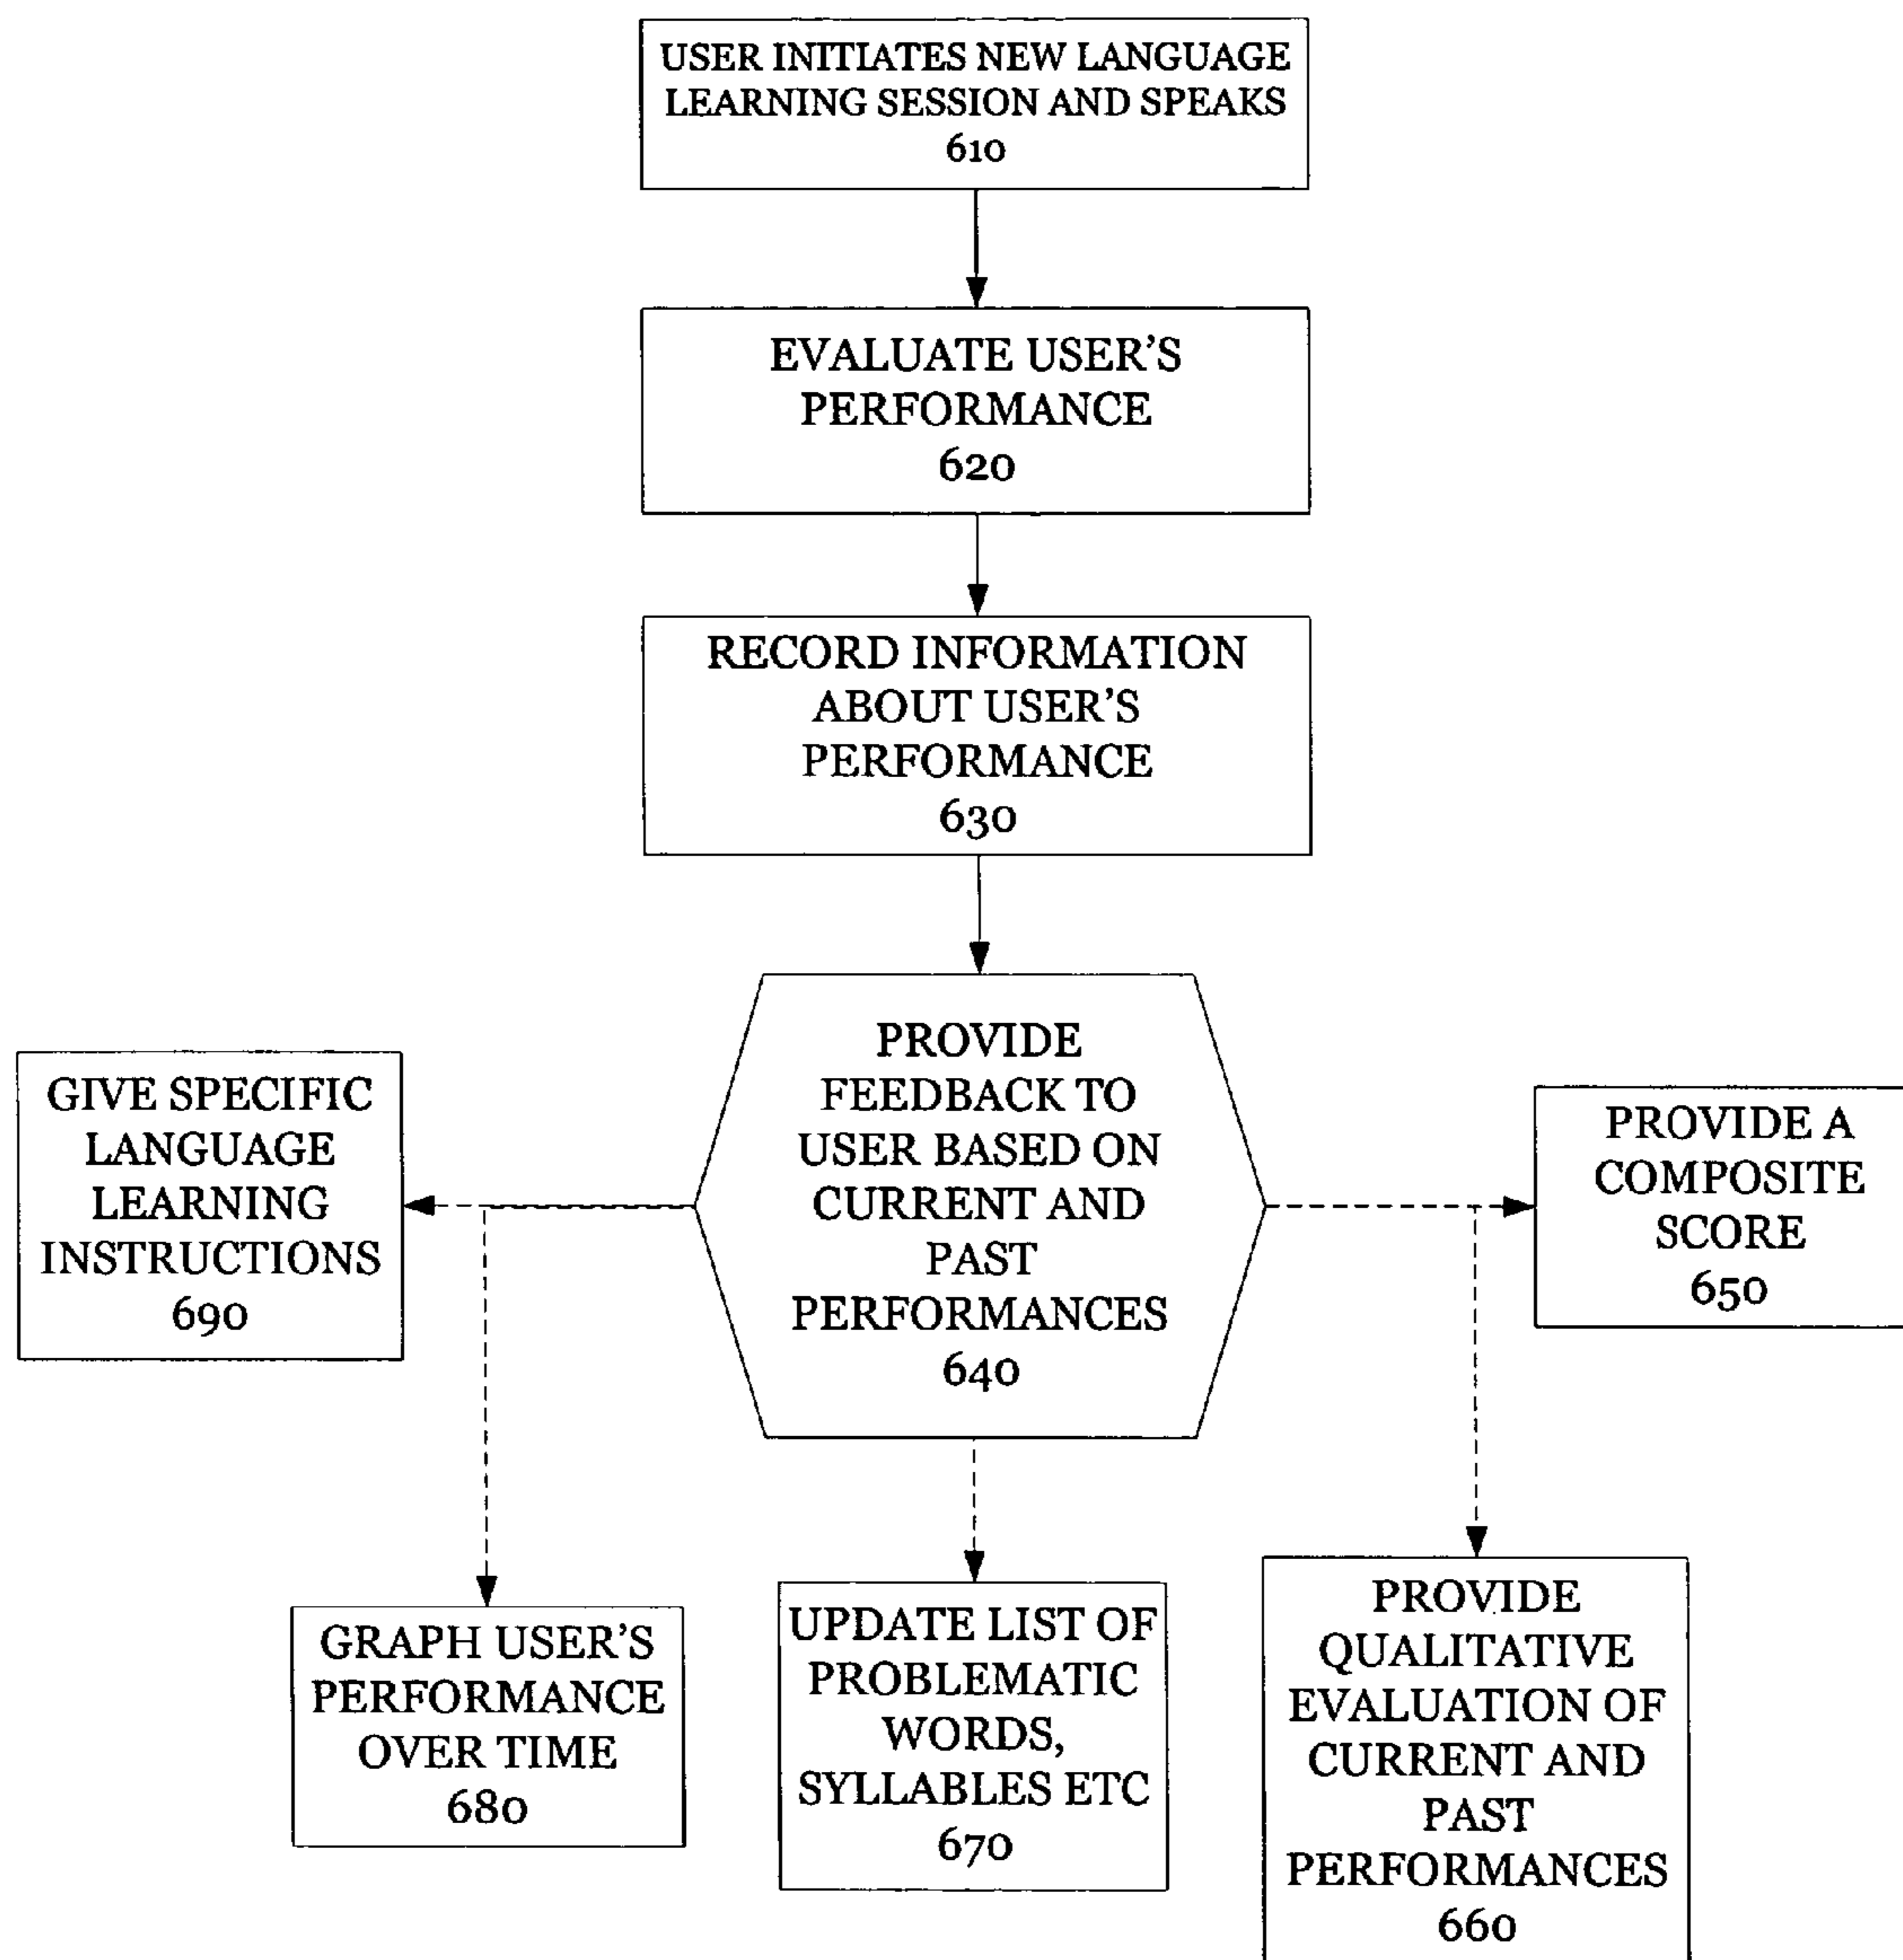 USER INITIATES NEW LANGUAGE
LEARNING SESSION AND SPEAKS
610
EVALUATE USER'S
PERFORMANCE
620
RECORD INFORMATION
ABOUT USER'S
PERFORMANCE
630
PROVIDE
FEEDBACK TO
USER BASED ON
CURRENT AND
PAST
PERFORMANCES
640
GIVE SPECIFIC
LANGUAGE
LEARNING
INSTRUCTIONS
690
PROVIDE A
COMPOSITE
SCORE
650
GRAPH USER'S
PERFORMANCE
OVER TIME
680
UPDATE LIST OF
PROBLEMATIC
WORDS,
SYLLABLES ETC
670
PROVIDE
QUALITATIVE
EVALUATION OF
CURRENT AND
PAST
PERFORMANCES
660